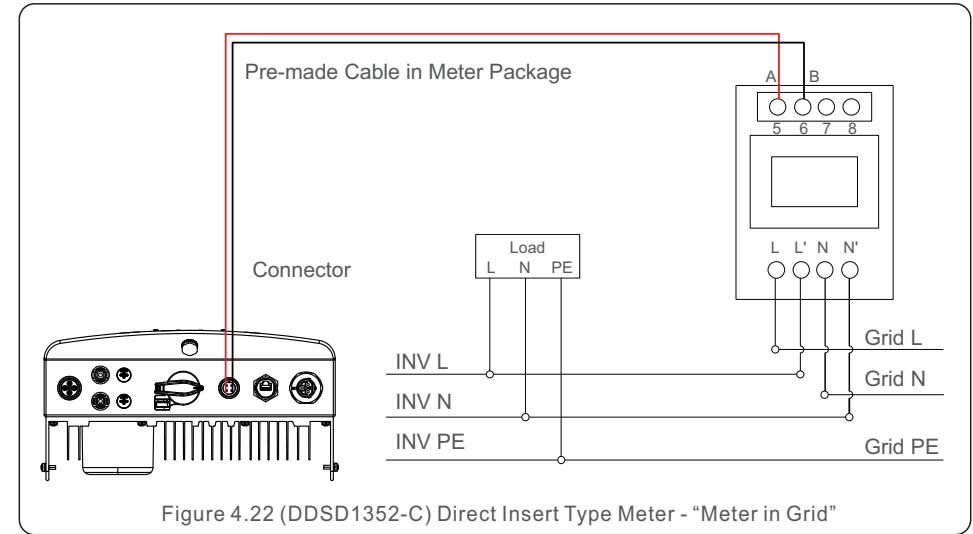 Pre-made Cable in Meter Package
A B
5 6 7 8
Load
L N PE
L L' N N'
Connector
Grid L
INV L
Grid N
INV N
INV PE
Grid PE
Figure 4.22 (DDSD1352-C) Direct Insert Type Meter - “Meter in Grid”